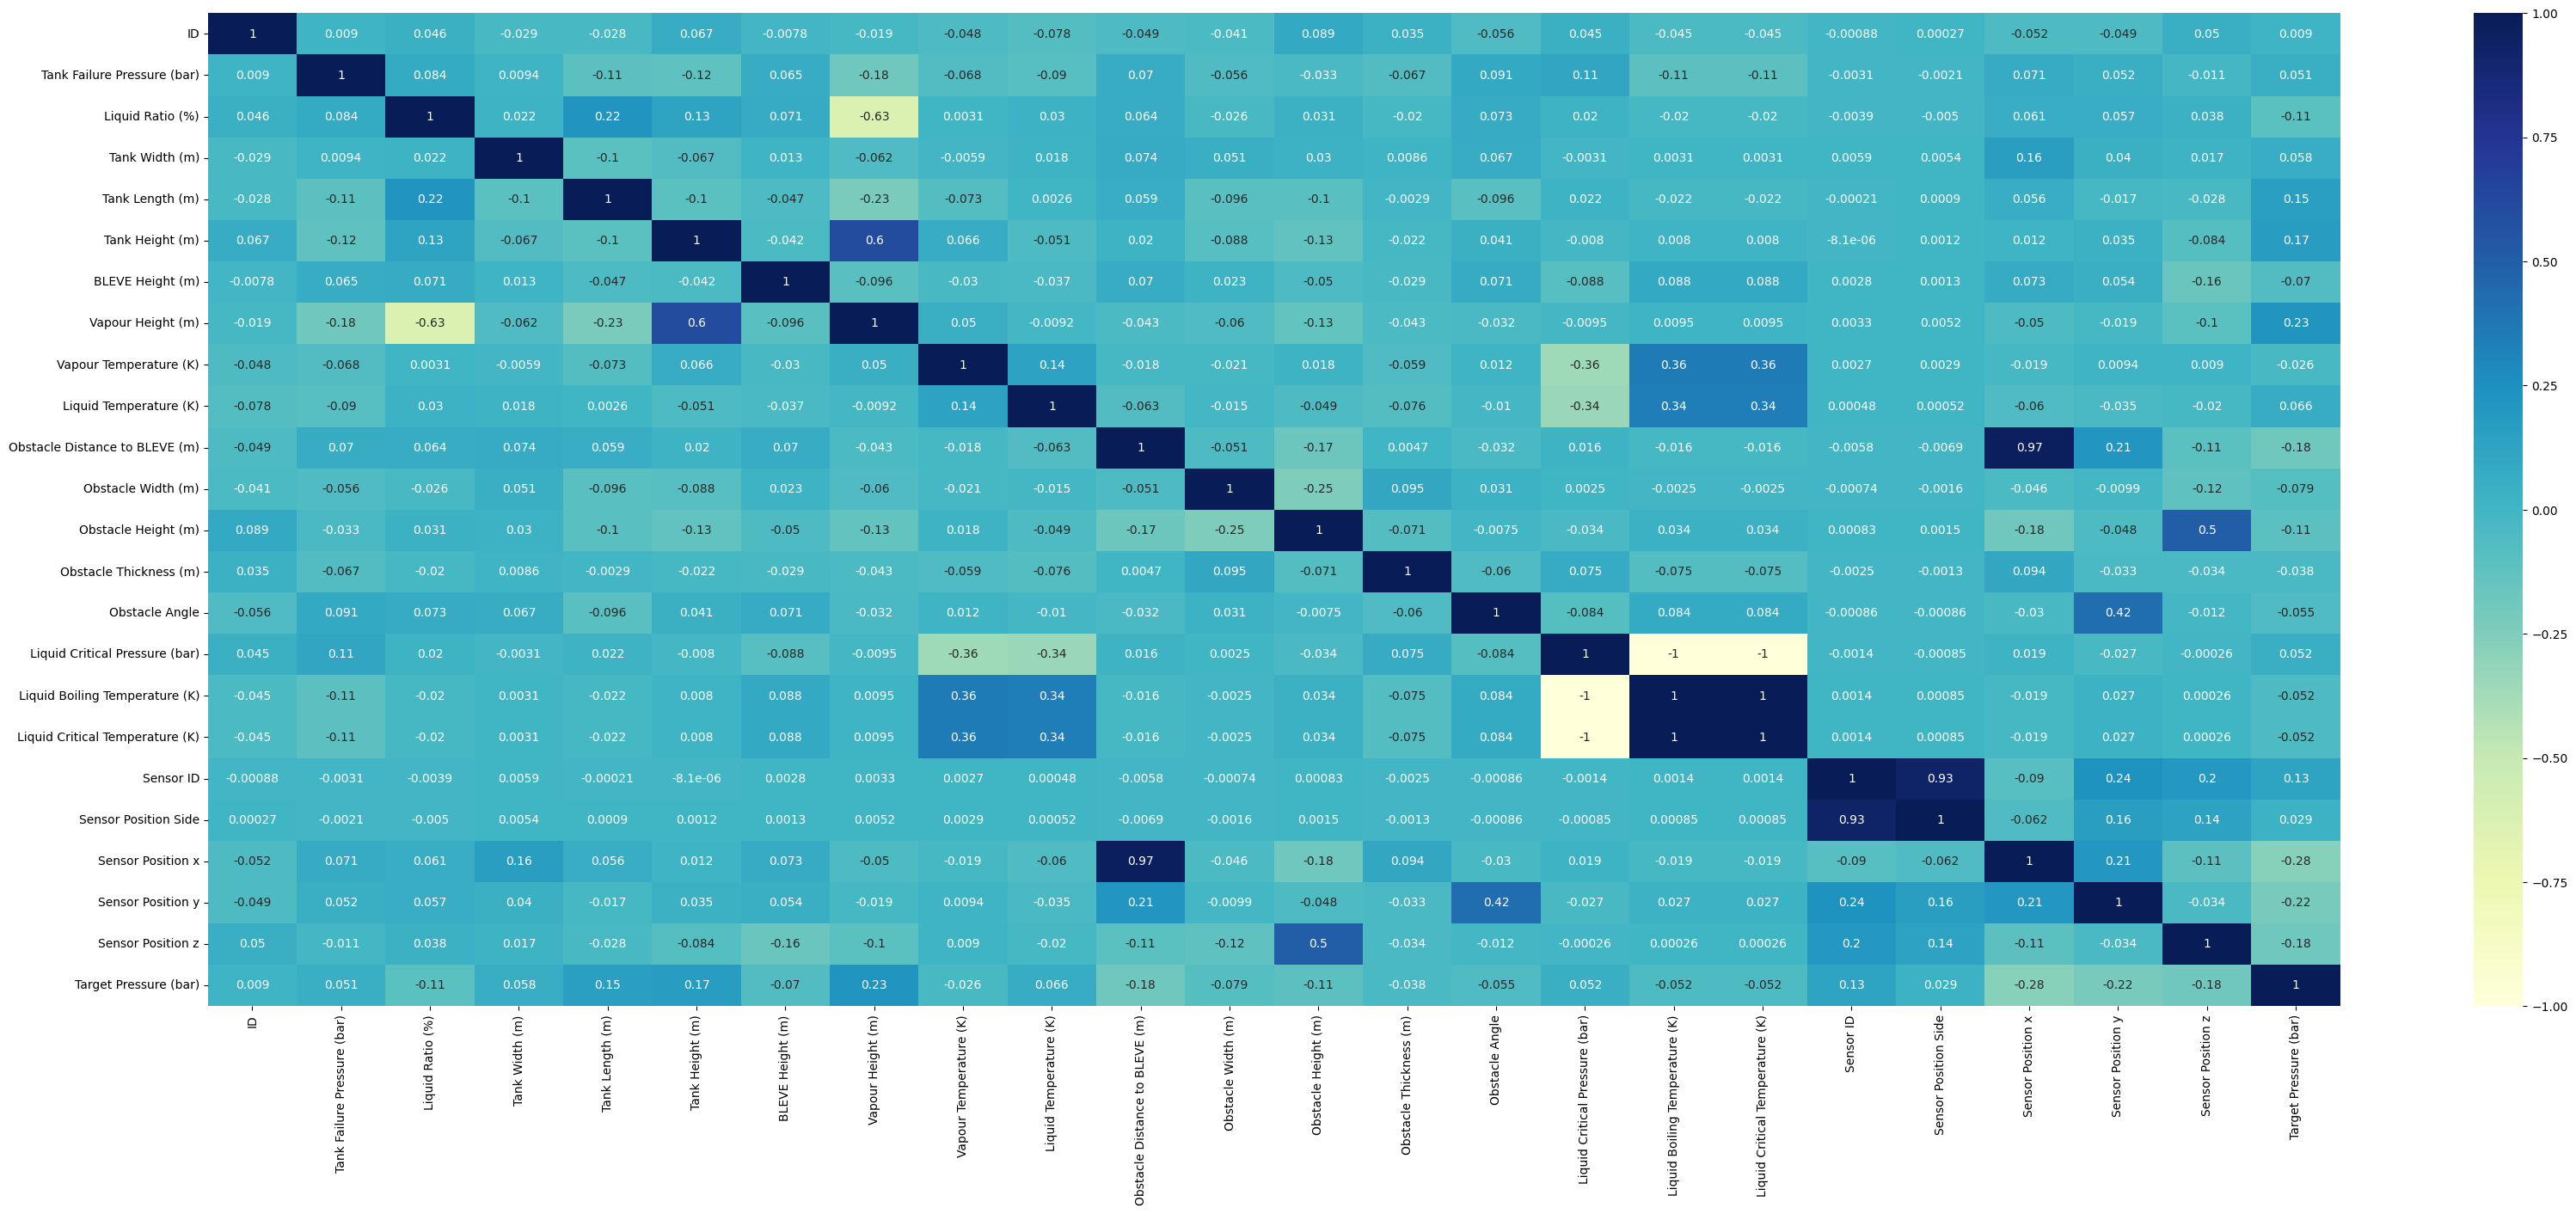 ID 1 0.009 0.046 -0.029 -0.028 0.067 -0.0078 -0.019 -0.048 -0.078 -0.049 -0.041 0.089 0.035 -0.056 0.045 -0.045 -0.045 -0.00088 0.00027 -0.052 -0.049 0.05 0.009
Tank Failure Pressure (bar) 0.009 1 0.084 0.0094 -0.11 -0.12 0.065 -0.18 -0.068 -0.09 0.07 -0.056 -0.033 -0.067 0.091 0.11 -0.11 -0.11 -0.0031 -0.0021 0.071 0.052 -0.011 0.051
Liquid Ratio (%) 0.046 0.084 1 0.022 0.22 0.13 0.071 -0.63 0.0031 0.03 0.064 -0.026 0.031 -0.02 0.073 0.02 -0.02 -0.02 -0.0039 -0.005 0.061 0.057 0.038 -0.11
Tank Width (m) -0.029 0.0094 0.022 1 -0.1 -0.067 0.013 -0.062 -0.0059 0.018 0.074 0.051 0.03 0.0086 0.067 -0.0031 0.0031 0.0031 0.0059 0.0054 0.16 0.04 0.017 0.058
Tank Length (m) -0.028 -0.11 0.22 -0.1 1 -0.1 -0.047 -0.23 -0.073 0.0026 0.059 -0.096 -0.1 -0.0029 -0.096 0.022 -0.022 -0.022 -0.00021 0.0009 0.056 -0.017 -0.028 0.15
Tank Height (m) 0.067 -0.12 0.13 -0.067 -0.1 1 -0.042 0.6 0.066 -0.051 0.02 -0.088 -0.13 -0.022 0.041 -0.008 0.008 0.008 -8.1e-06 0.0012 0.012 0.035 -0.084 0.17
BLEVE Height (m) -0.0078 0.065 0.071 0.013 -0.047 -0.042 1 -0.096 -0.03 -0.037 0.07 0.023 -0.05 -0.029 0.071 -0.088 0.088 0.088 0.0028 0.0013 0.073 0.054 -0.16 -0.07
Vapour Height (m) -0.019 -0.18 -0.63 -0.062 -0.23 0.6 -0.096 1 0.05 -0.0092 -0.043 -0.06 -0.13 -0.043 -0.032 -0.0095 0.0095 0.0095 0.0033 0.0052 -0.05 -0.019 -0.1 0.23
Vapour Temperature (K) -0.048 -0.068 0.0031 -0.0059 -0.073 0.066 -0.03 0.05 1 0.14 -0.018 -0.021 0.018 -0.059 0.012 -0.36 0.36 0.36 0.0027 0.0029 -0.019 0.0094 0.009 -0.026
Liquid Temperature (K) -0.078 -0.09 0.03 0.018 0.0026 -0.051 -0.037 -0.0092 0.14 1 -0.063 -0.015 -0.049 -0.076 -0.01 -0.34 0.34 0.34 0.00048 0.00052 -0.06 -0.035 -0.02 0.066
Obstacle Distance to BLEVE (m) -0.049 0.07 0.064 0.074 0.059 0.02 0.07 -0.043 -0.018 -0.063 1 -0.051 -0.17 0.0047 -0.032 0.016 -0.016 -0.016 -0.0058 -0.0069 0.97 0.21 -0.11 -0.18
Obstacle Width (m) -0.041 -0.056 -0.026 0.051 -0.096 -0.088 0.023 -0.06 -0.021 -0.015 -0.051 1 -0.25 0.095 0.031 0.0025 -0.0025 -0.0025 -0.00074 -0.0016 -0.046 -0.0099 -0.12 -0.079
Obstacle Height (m) 0.089 -0.033 0.031 0.03 -0.1 -0.13 -0.05 -0.13 0.018 -0.049 -0.17 -0.25 1 -0.071 -0.0075 -0.034 0.034 0.034 0.00083 0.0015 -0.18 -0.048 0.5 -0.11
Obstacle Thickness (m) 0.035 -0.067 -0.02 0.0086 -0.0029 -0.022 -0.029 -0.043 -0.059 -0.076 0.0047 0.095 -0.071 1 -0.06 0.075 -0.075 -0.075 -0.0025 -0.0013 0.094 -0.033 -0.034 -0.038
Obstacle Angle -0.056 0.091 0.073 0.067 -0.096 0.041 0.071 -0.032 0.012 -0.01 -0.032 0.031 -0.0075 -0.06 1 -0.084 0.084 0.084 -0.00086 -0.00086 -0.03 0.42 -0.012 -0.055
Liquid Critical Pressure (bar) 0.045 0.11 0.02 -0.0031 0.022 -0.008 -0.088 -0.0095 -0.36 -0.34 0.016 0.0025 -0.034 0.075 -0.084 1 -1 -1 -0.0014 -0.00085 0.019 -0.027 -0.00026 0.052
Liquid Boiling Temperature (K) -0.045 -0.11 -0.02 0.0031 -0.022 0.008 0.088 0.0095 0.36 0.34 -0.016 -0.0025 0.034 -0.075 0.084 -1 1 1 0.0014 0.00085 -0.019 0.027 0.00026 -0.052
Liquid Critical Temperature (K) -0.045 -0.11 -0.02 0.0031 -0.022 0.008 0.088 0.0095 0.36 0.34 -0.016 -0.0025 0.034 -0.075 0.084 -1 1 1 0.0014 0.00085 -0.019 0.027 0.00026 -0.052
Sensor ID -0.00088 -0.0031 -0.0039 0.0059 -0.00021 -8.1e-06 0.0028 0.0033 0.0027 0.00048 -0.0058 -0.00074 0.00083 -0.0025 -0.00086 -0.0014 0.0014 0.0014 1 0.93 -0.09 0.24 0.2 0.13
Sensor Position Side 0.00027 -0.0021 -0.005 0.0054 0.0009 0.0012 0.0013 0.0052 0.0029 0.00052 -0.0069 -0.0016 0.0015 -0.0013 -0.00086 -0.00085 0.00085 0.00085 0.93 1 -0.062 0.16 0.14 0.029
Sensor Position x -0.052 0.071 0.061 0.16 0.056 0.012 0.073 -0.05 -0.019 -0.06 0.97 -0.046 -0.18 0.094 -0.03 0.019 -0.019 -0.019 -0.09 -0.062 1 0.21 -0.11 -0.28
Sensor Position y -0.049 0.052 0.057 0.04 -0.017 0.035 0.054 -0.019 0.0094 -0.035 0.21 -0.0099 -0.048 -0.033 0.42 -0.027 0.027 0.027 0.24 0.16 0.21 1 -0.034 -0.22
Sensor Position z 0.05 -0.011 0.038 0.017 -0.028 -0.084 -0.16 -0.1 0.009 -0.02 -0.11 -0.12 0.5 -0.034 -0.012 -0.00026 0.00026 0.00026 0.2 0.14 -0.11 -0.034 1 -0.18
Target Pressure (bar) 0.009 0.051 -0.11 0.058 0.15 0.17 -0.07 0.23 -0.026 0.066 -0.18 -0.079 -0.11 -0.038 -0.055 0.052 -0.052 -0.052 0.13 0.029 -0.28 -0.22 -0.18 1
ID
Tank Failure Pressure (bar)
Liquid Ratio (%)
Tank Width (m)
Tank Length (m)
Tank Height (m)
BLEVE Height (m)
Vapour Height (m)
Vapour Temperature (K)
Liquid Temperature (K)
Obstacle Distance to BLEVE (m)
Obstacle Width (m)
Obstacle Height (m)
Obstacle Thickness (m)
Obstacle Angle
Liquid Critical Pressure (bar)
Liquid Boiling Temperature (K)
Liquid Critical Temperature (K)
Sensor ID
Sensor Position Side
Sensor Position x
Sensor Position y
Sensor Position z
Target Pressure (bar)
1.00
0.75
0.50
0.25
0.00
−0.25
−0.50
−0.75
−1.00